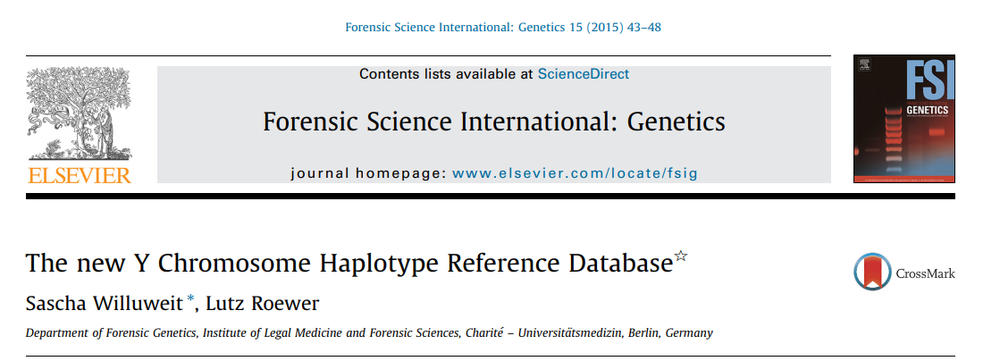 Forensic Science International: Genetics 15 (2015) 43–48
Contents lists available at ScienceDirect
Forensic Science International: Genetics
journal homepage: www.elsevier.com/locate/fsig
ELSEVIER
FSI
GENETICS
The new Y Chromosome Haplotype Reference Database☆
CrossMark
Sascha Willuweit *, Lutz Roewer
Department of Forensic Genetics, Institute of Legal Medicine and Forensic Sciences, Charité – Universitätsmedizin, Berlin, Germany